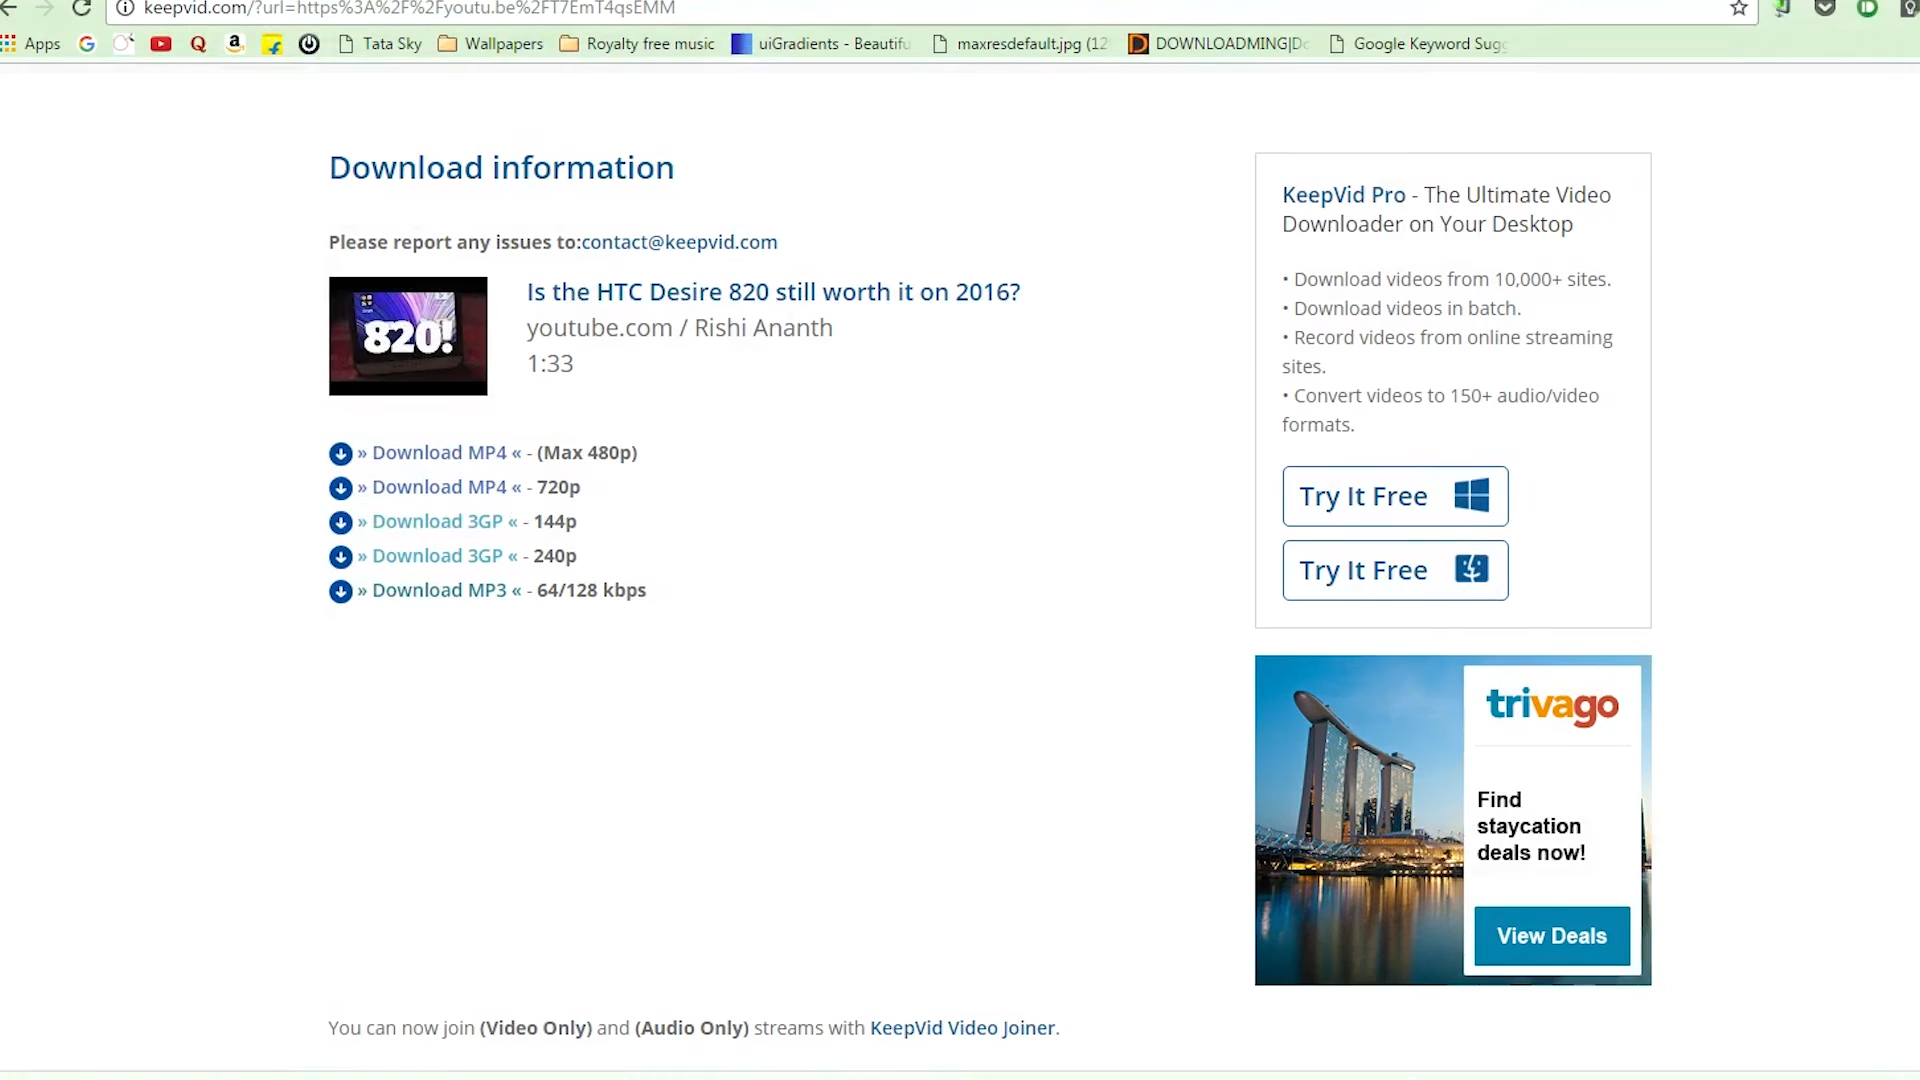 keepvid.com/?url=https%3A%2F%2Fyoutu.be%2FT7EmT4qsEMM
Apps
Tata Sky
Wallpapers
Royalty free music
uiGradients - Beautifu
maxresdefault.jpg (12
DOWNLOADMING|Do
Google Keyword Sugg
Download information
Please report any issues to:contact@keepvid.com
820!
Is the HTC Desire 820 still worth it on 2016?
youtube.com / Rishi Ananth
1:33
» Download MP4 « - (Max 480p)
» Download MP4 « - 720p
» Download 3GP « - 144p
» Download 3GP « - 240p
» Download MP3 « - 64/128 kbps
KeepVid Pro - The Ultimate Video
Downloader on Your Desktop
• Download videos from 10,000+ sites.
• Download videos in batch.
• Record videos from online streaming
sites.
• Convert videos to 150+ audio/video
formats.
Try It Free
Try It Free
trivago
Find
staycation
deals now!
View Deals
You can now join (Video Only) and (Audio Only) streams with KeepVid Video Joiner.